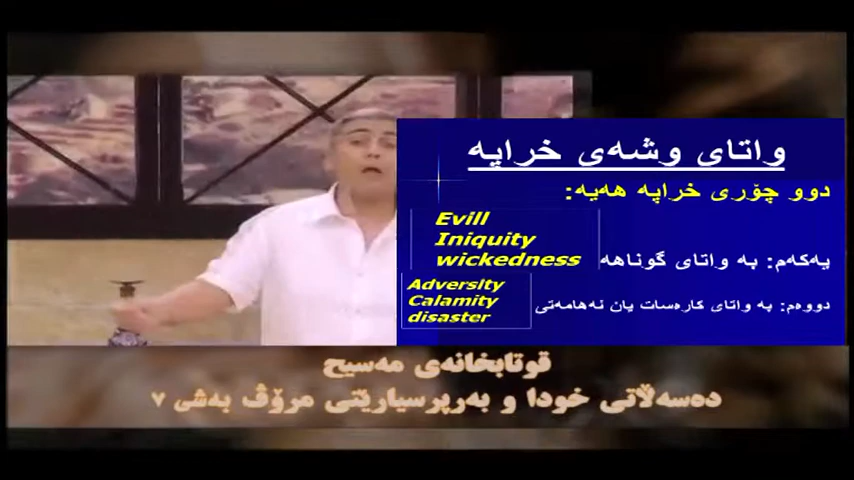 واتای وشەی خراپە
دوو جۆری خراپە هەیە:
Evill
Iniquity
wickedness
یەکەم: بە واتای گوناهە
Adversity
Calamity
disaster
دووەم: بە واتای کارەسات یان نەهامەتی
قوتابخانەی مەسیح
دەسەڵاتی خودا و بەرپرسیارێتی مرۆڤ بەشی ٧